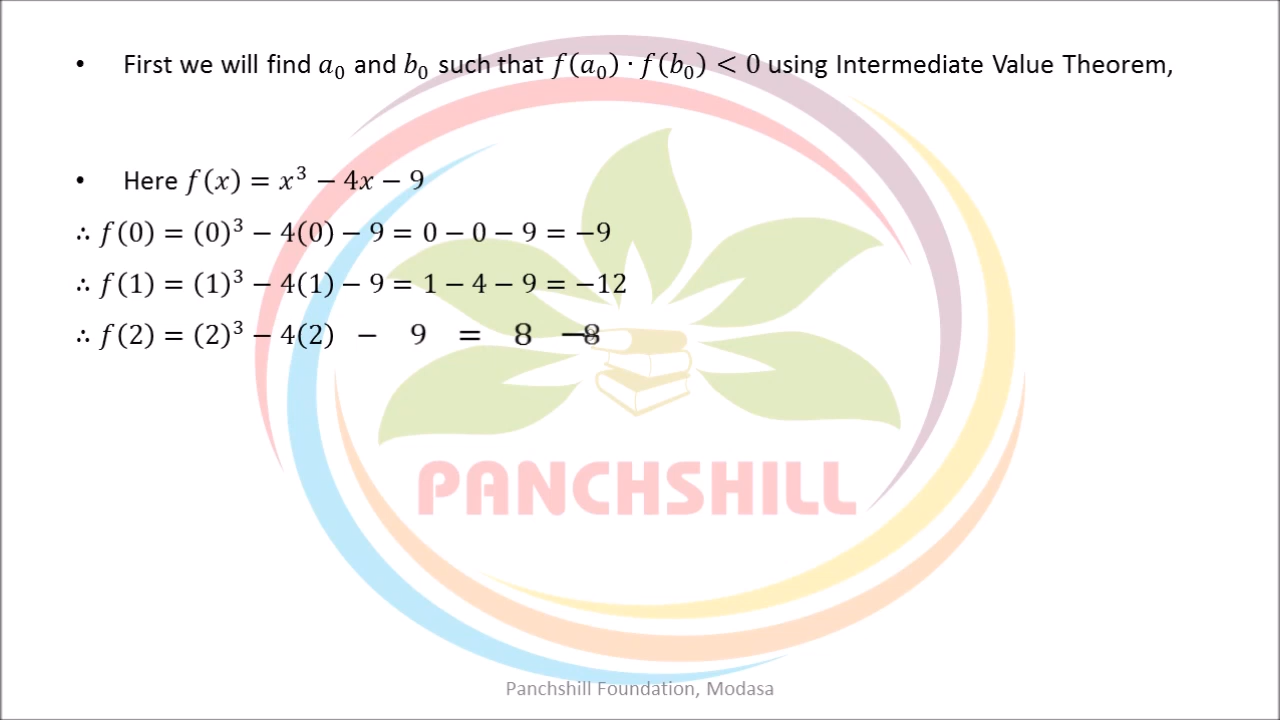 • First we will find a₀ and b₀ such that f(a₀) · f(b₀) < 0 using Intermediate Value Theorem,
• Here f(x) = x³ − 4x − 9
∴ f(0) = (0)³ − 4(0) − 9 = 0 − 0 − 9 = −9
∴ f(1) = (1)³ − 4(1) − 9 = 1 − 4 − 9 = −12
∴ f(2) = (2)³ − 4(2) − 9 = 8 −8
PANCHSHILL
Panchshill Foundation, Modasa